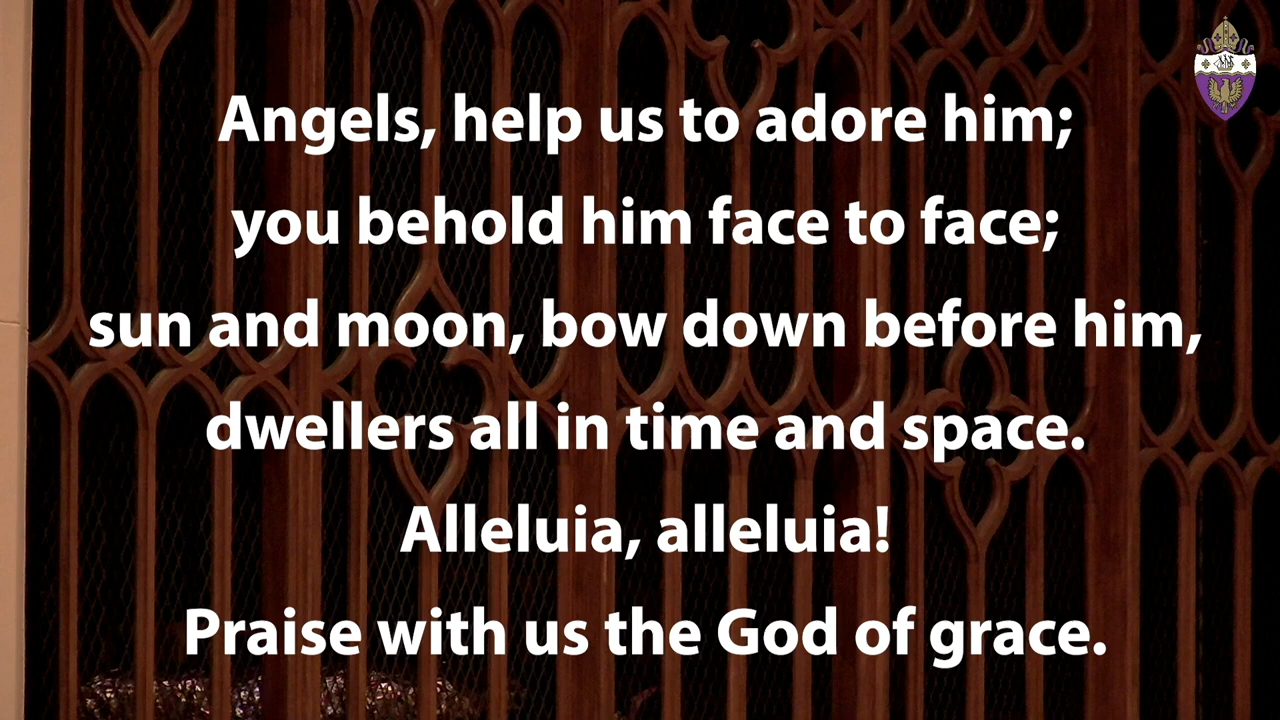 Angels, help us to adore him;
you behold him face to face;
sun and moon, bow down before him,
dwellers all in time and space.
Alleluia, alleluia!
Praise with us the God of grace.